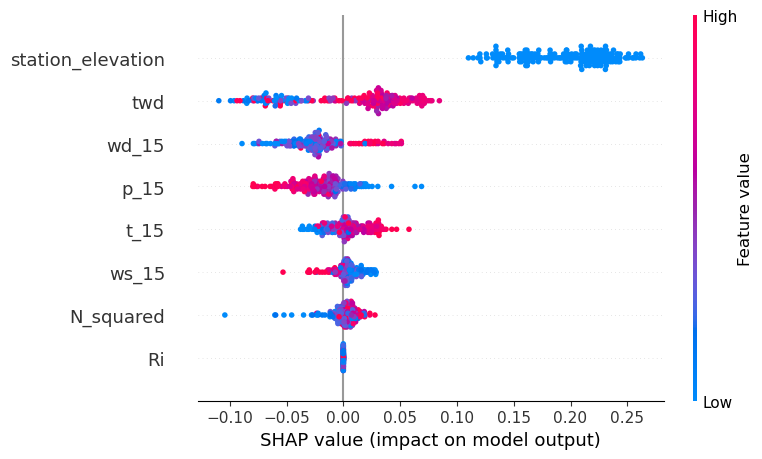 High
station_elevation
twd
wd_15
p_15
t_15
ws_15
N_squared
Ri
Feature value
Low
−0.10 −0.05 0.00 0.05 0.10 0.15 0.20 0.25
SHAP value (impact on model output)